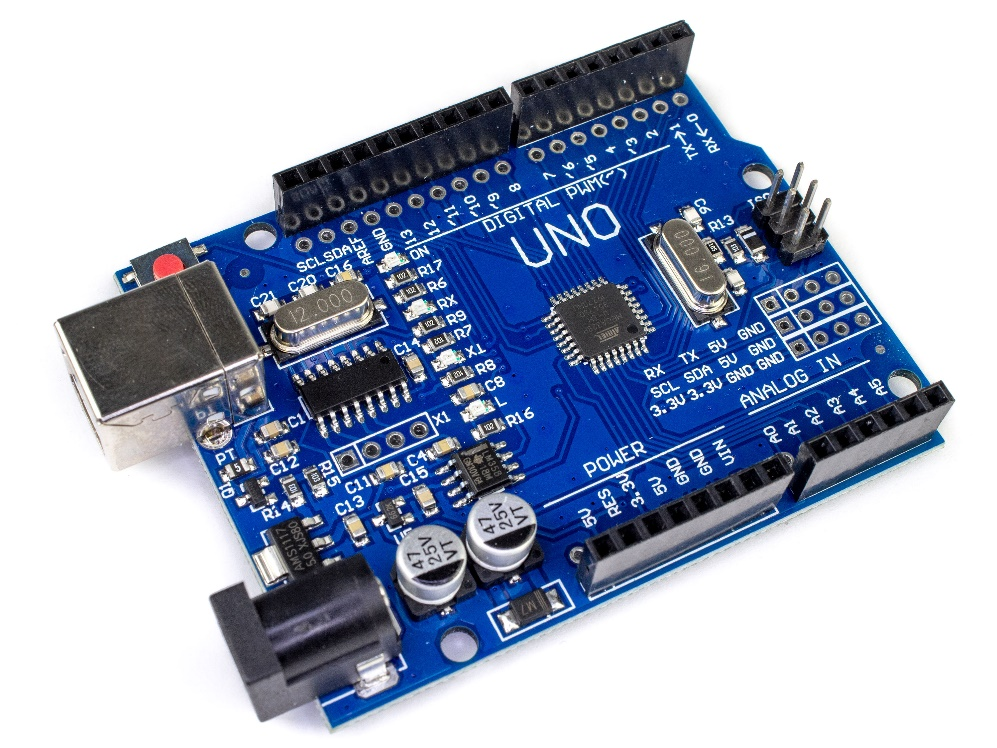 TX→1
RX←0
2
~3
4
~5
~6
7
8
~9
~10
~11
12
13
GND
AREF
SDA
SCL
DIGITAL PWM(~)
UNO
ON
R17
R6
RX
R9
R7
X1
R8
C8
L
R16
C21
C20
C16
12.000
C14
C1
C12
X1
PT
R14
R15
C11
C13
C15
C4
AMS1117
5.0
47
25V
VT
47
25V
VT
M7
16.000
R13
RX TX 5V GND
SCL SDA 5V GND
3.3V 3.3V GND GND
ANALOG IN
A0
A1
A2
A3
A4
A5
POWER
5V
RES
3.3V
5V
GND
GND
VIN